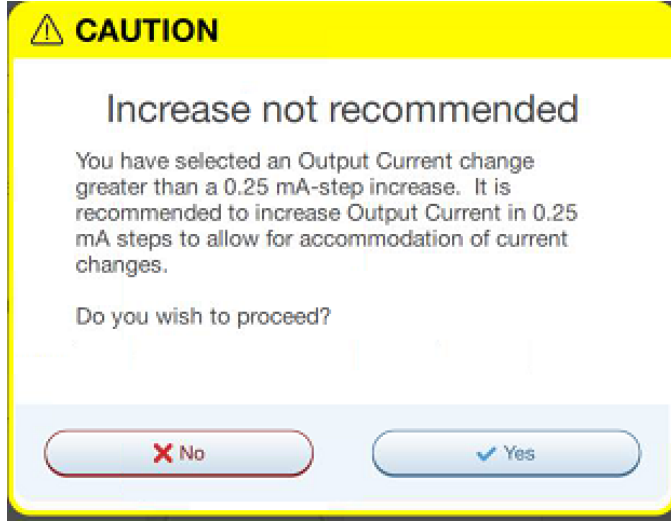 CAUTION
Increase not recommended
You have selected an Output Current change
greater than a 0.25 mA-step increase.  It is
recommended to increase Output Current in 0.25
mA steps to allow for accommodation of current
changes.
Do you wish to proceed?
No
Yes